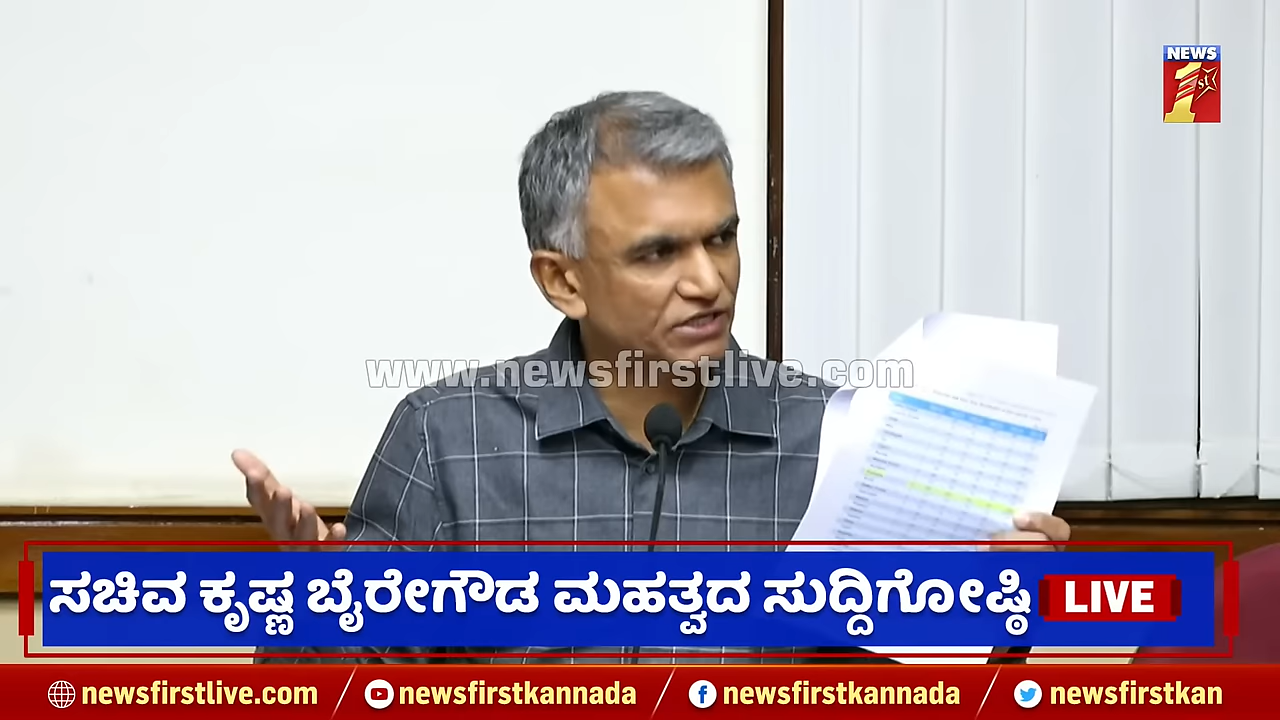 NEWS
1st
www.newsfirstlive.com
ಸಚಿವ ಕೃಷ್ಣ ಬೈರೇಗೌಡ ಮಹತ್ವದ ಸುದ್ದಿಗೋಷ್ಠಿ LIVE
newsfirstlive.com newsfirstkannada newsfirstkannada newsfirstkan